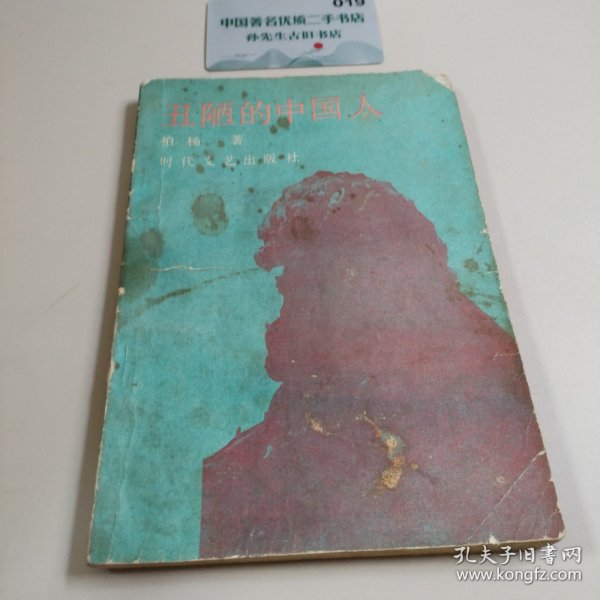 019
中国著名优质二手书店
孙先生古旧书店
丑陋的中国人
柏杨 著
时代文艺出版社
孔夫子旧书网
www.kongfz.com